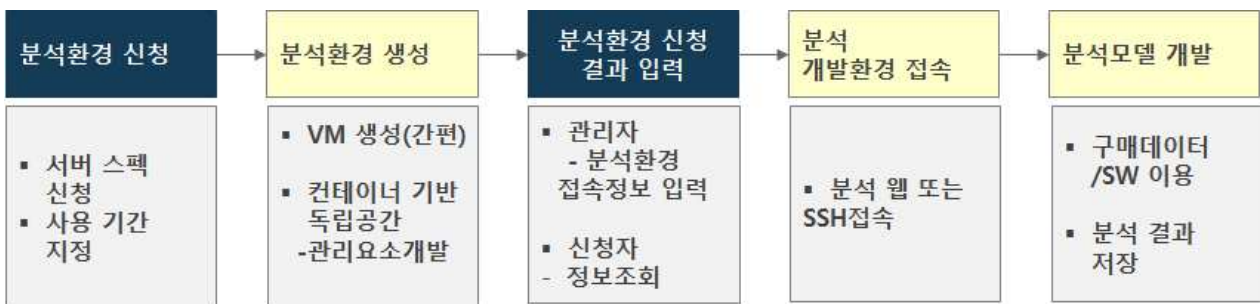 분석환경 신청
▪ 서버 스펙
신청
▪ 사용 기간
지정
분석환경 생성
▪ VM 생성(간편)
▪ 컨테이너 기반
독립공간
-관리요소개발
분석환경 신청
결과 입력
▪ 관리자
- 분석환경
접속정보 입력
▪ 신청자
- 정보조회
분석
개발환경 접속
▪ 분석 웹 또는
SSH접속
분석모델 개발
▪ 구매데이터
/SW 이용
▪ 분석 결과
저장